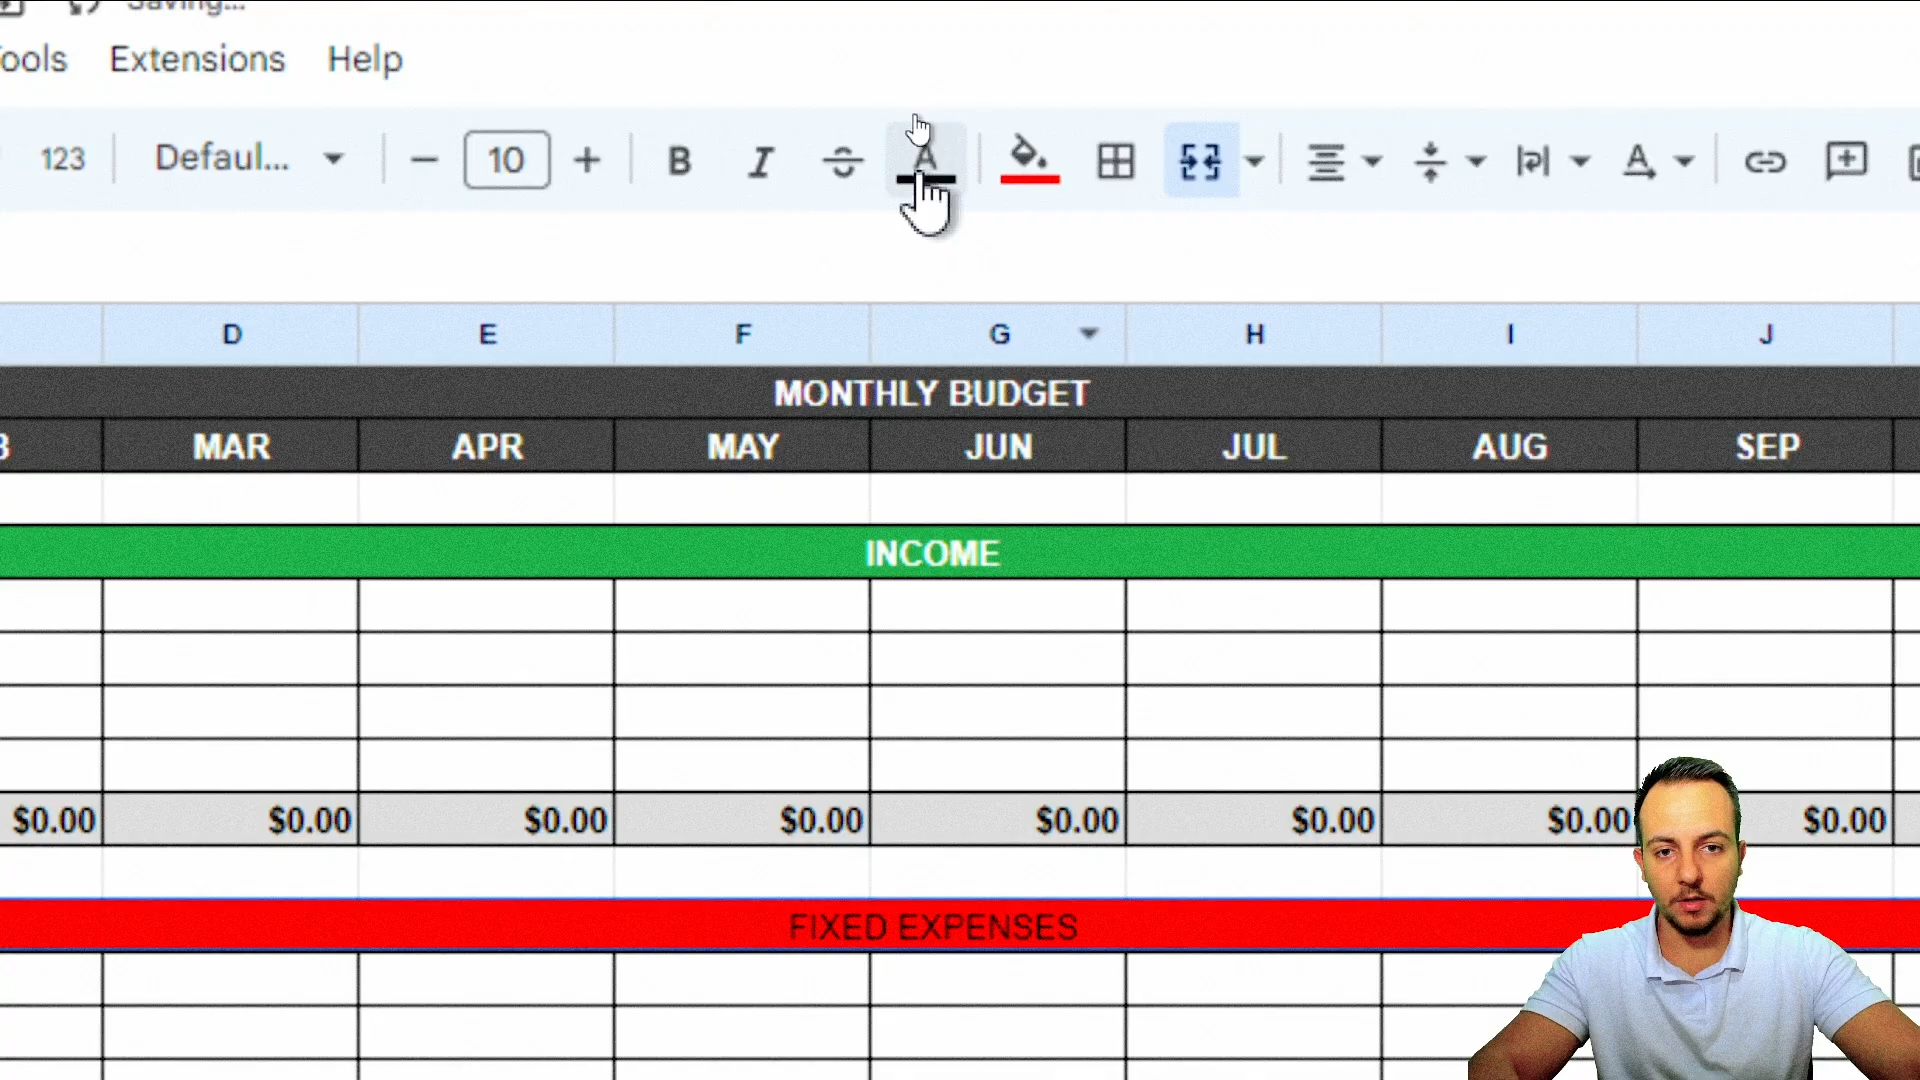 Saving...
ools Extensions Help
123 Defaul... 10 B I A
D E F G H I J
MONTHLY BUDGET
B MAR APR MAY JUN JUL AUG SEP
INCOME
$0.00 $0.00 $0.00 $0.00 $0.00 $0.00 $0.00 $0.00
FIXED EXPENSES